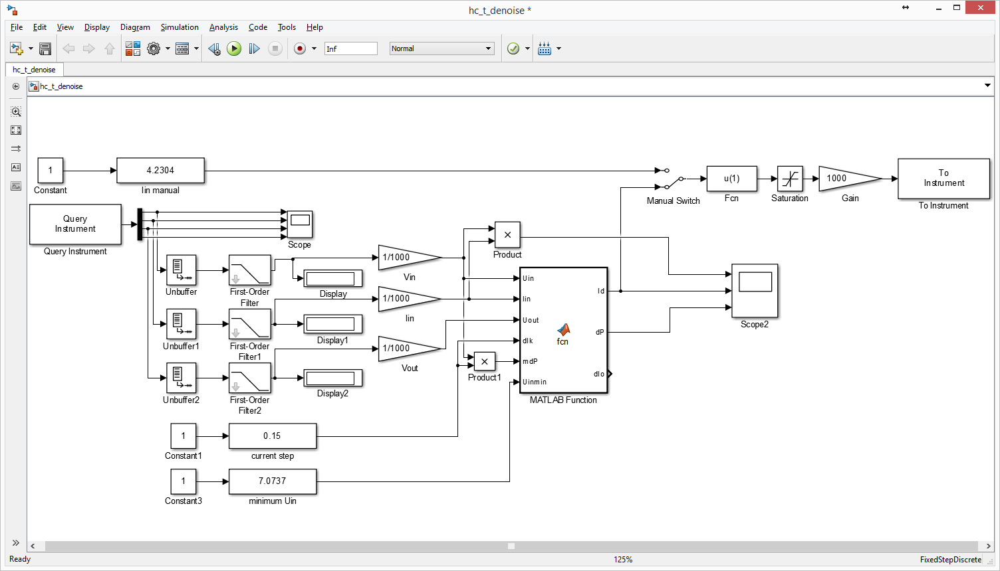 hc_t_denoise *
File Edit View Display Diagram Simulation Analysis Code Tools Help
Inf
Normal
hc_t_denoise
hc_t_denoise
1
Constant
4.2304
Iin manual
Manual Switch
u(1)
Fcn
Saturation
1000
Gain
To
Instrument
To Instrument
Query
Instrument
Query Instrument
Scope
Unbuffer
First-Order
Filter
Display
1/1000
Vin
×
Product
Unbuffer1
First-Order
Filter1
Display1
1/1000
Iin
Unbuffer2
First-Order
Filter2
Display2
1/1000
Vout
×
Product1
Uin
Iin
Uout
dIk
mdP
Uinmin
fcn
Id
dP
dIo
MATLAB Function
Scope2
1
Constant1
0.15
current step
1
Constant3
7.0737
minimum Uin
Ready
125%
FixedStepDiscrete